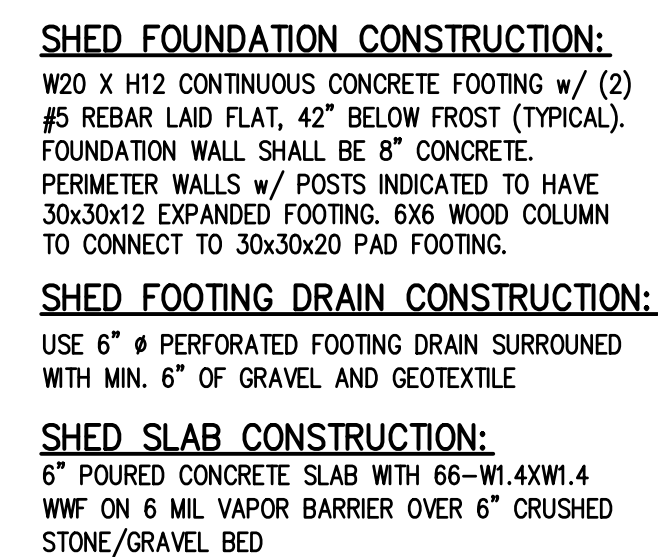 SHED FOUNDATION CONSTRUCTION:
W20 X H12 CONTINUOUS CONCRETE FOOTING w/ (2)
#5 REBAR LAID FLAT, 42" BELOW FROST (TYPICAL).
FOUNDATION WALL SHALL BE 8" CONCRETE.
PERIMETER WALLS w/ POSTS INDICATED TO HAVE
30x30x12 EXPANDED FOOTING. 6X6 WOOD COLUMN
TO CONNECT TO 30x30x20 PAD FOOTING.
SHED FOOTING DRAIN CONSTRUCTION:
USE 6" ø PERFORATED FOOTING DRAIN SURROUNED
WITH MIN. 6" OF GRAVEL AND GEOTEXTILE
SHED SLAB CONSTRUCTION:
6" POURED CONCRETE SLAB WITH 66-W1.4XW1.4
WWF ON 6 MIL VAPOR BARRIER OVER 6" CRUSHED
STONE/GRAVEL BED